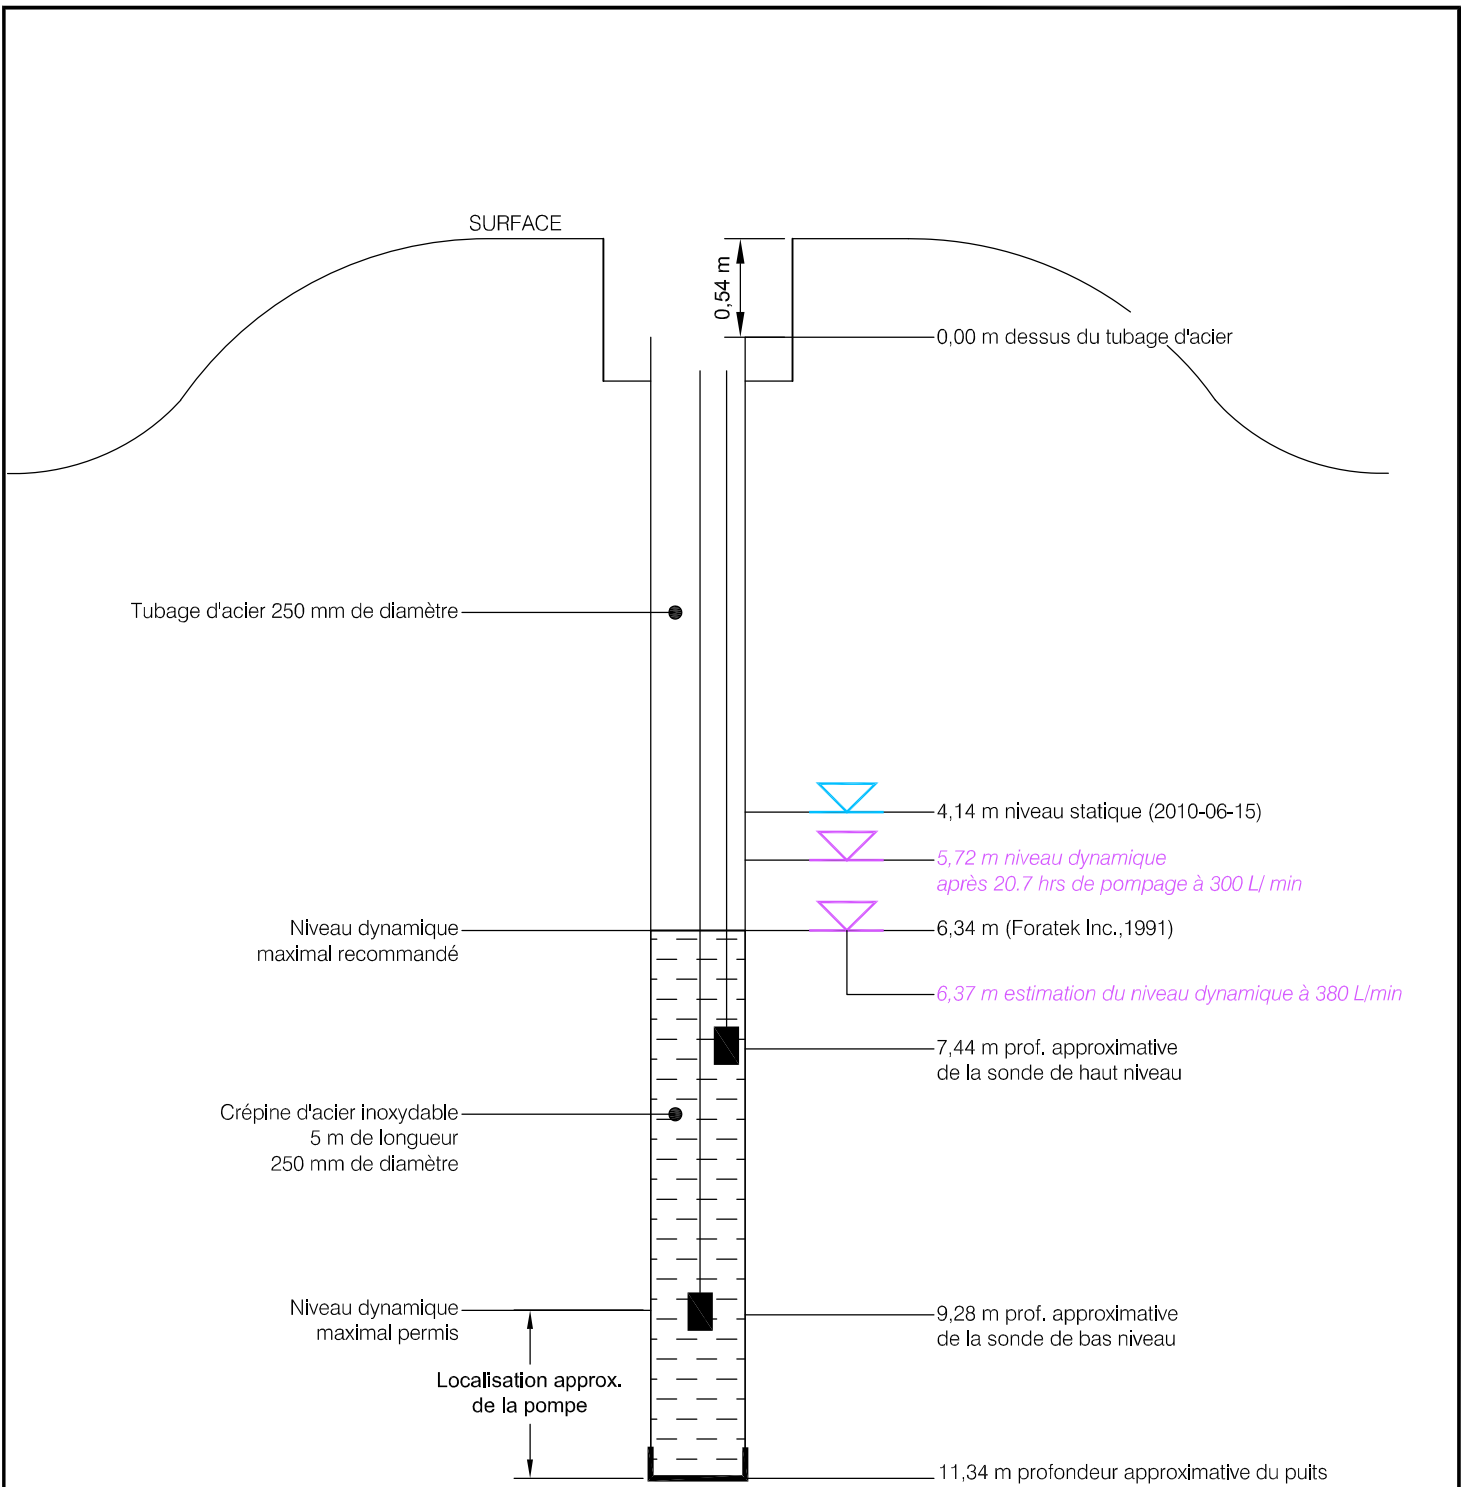 SURFACE
0,54 m
0,00 m dessus du tubage d'acier
Tubage d'acier 250 mm de diamètre
4,14 m niveau statique (2010-06-15)
5,72 m niveau dynamique
après 20.7 hrs de pompage à 300 L/ min
Niveau dynamique
maximal recommandé
6,34 m (Foratek Inc.,1991)
6,37 m estimation du niveau dynamique à 380 L/min
7,44 m prof. approximative
de la sonde de haut niveau
Crépine d'acier inoxydable
5 m de longueur
250 mm de diamètre
Niveau dynamique
maximal permis
9,28 m prof. approximative
de la sonde de bas niveau
Localisation approx.
de la pompe
11,34 m profondeur approximative du puits